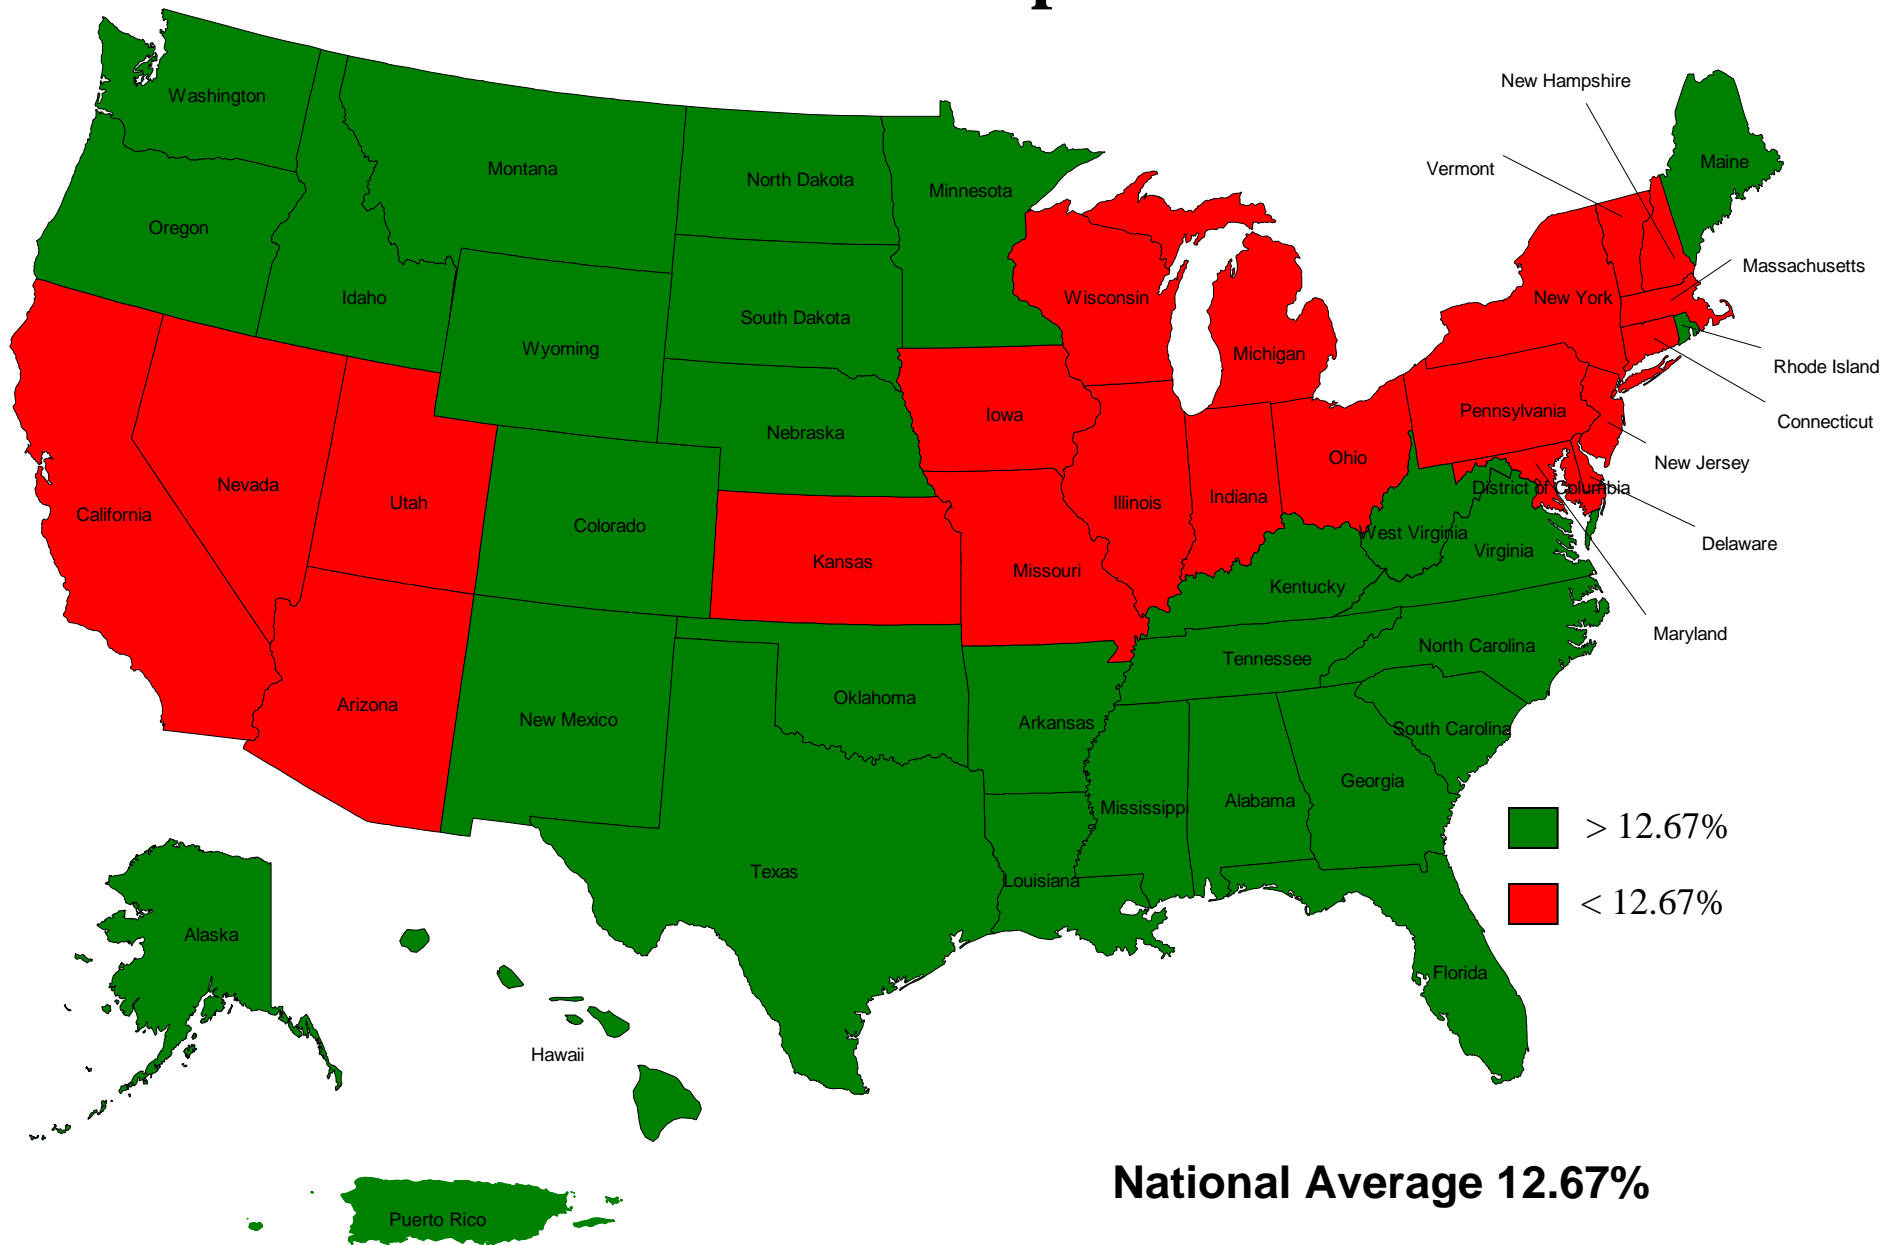 New Hampshire
Washington
Vermont
Maine
Montana
North Dakota
Minnesota
Oregon
Massachusetts
Idaho
Wisconsin
New York
South Dakota
Wyoming
Michigan
Rhode Island
Iowa
Pennsylvania
Connecticut
Nebraska
Ohio
New Jersey
Nevada
Utah
Illinois
Indiana
District of Columbia
California
Colorado
West Virginia
Virginia
Delaware
Kansas
Missouri
Kentucky
Maryland
North Carolina
Tennessee
Arizona
New Mexico
Oklahoma
Arkansas
South Carolina
Georgia
Mississippi
Alabama
> 12.67%
Texas
Louisiana
< 12.67%
Alaska
Florida
Hawaii
National Average 12.67%
Puerto Rico